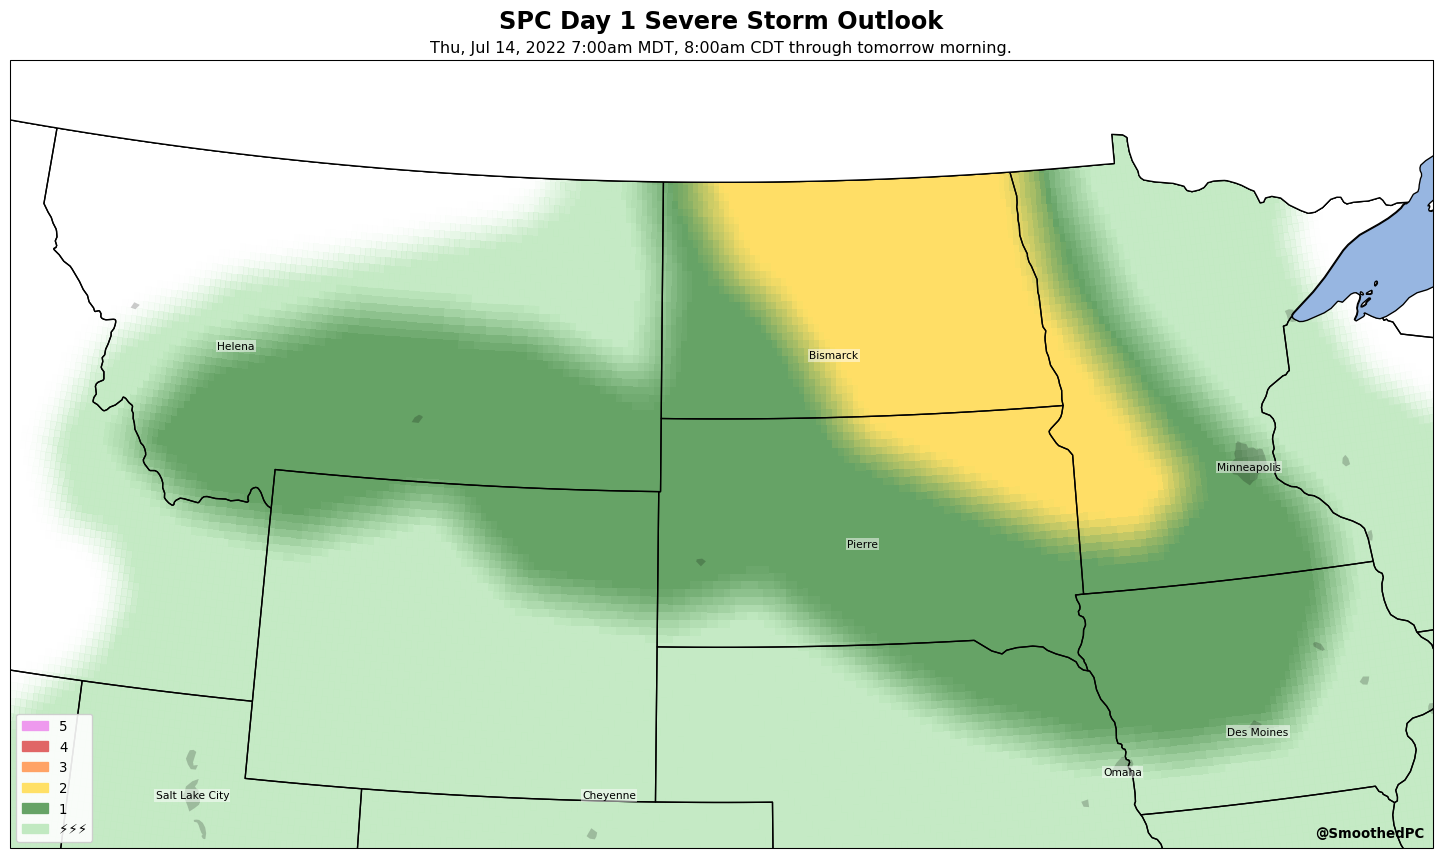 SPC Day 1 Severe Storm Outlook
Thu, Jul 14, 2022 7:00am MDT, 8:00am CDT through tomorrow morning.
Helena
Bismarck
Minneapolis
Pierre
Des Moines
Omaha
Salt Lake City
Cheyenne
5
4
3
2
1
⚡⚡⚡
@SmoothedPC